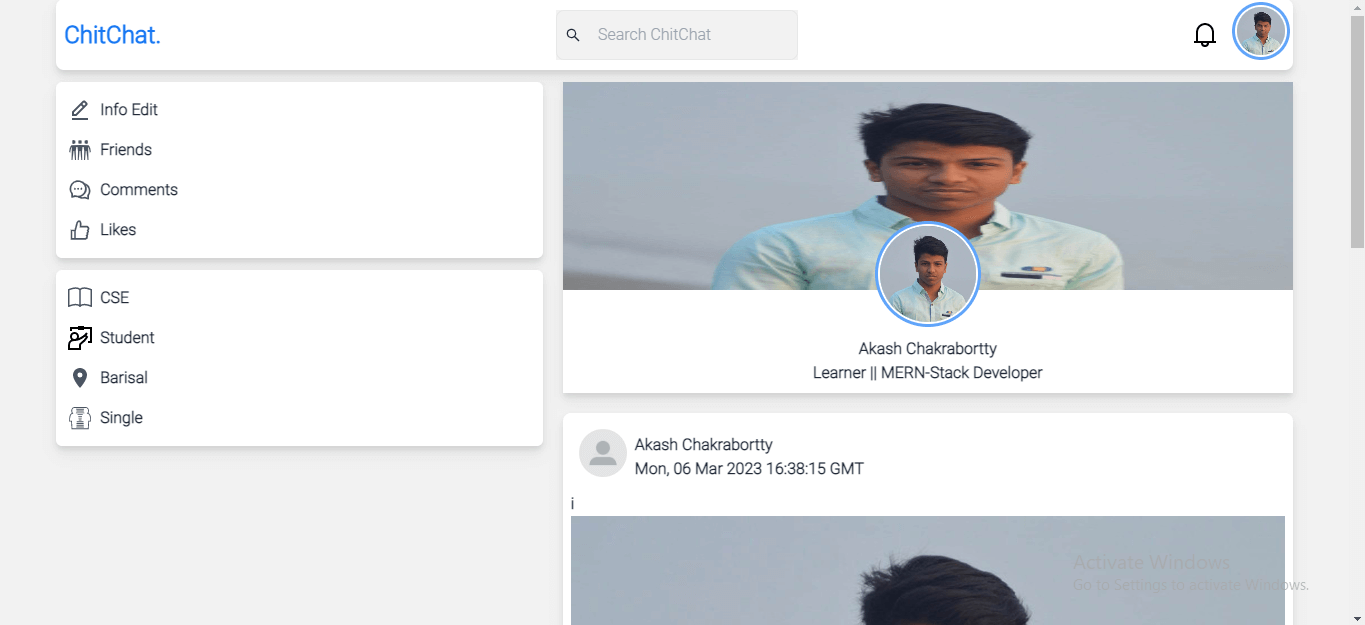 ChitChat.
Search ChitChat
Info Edit
Friends
Comments
Likes
CSE
Student
Barisal
Single
Akash Chakrabortty
Learner || MERN-Stack Developer
Akash Chakrabortty
Mon, 06 Mar 2023 16:38:15 GMT
i
Activate Windows
Go to Settings to activate Windows.